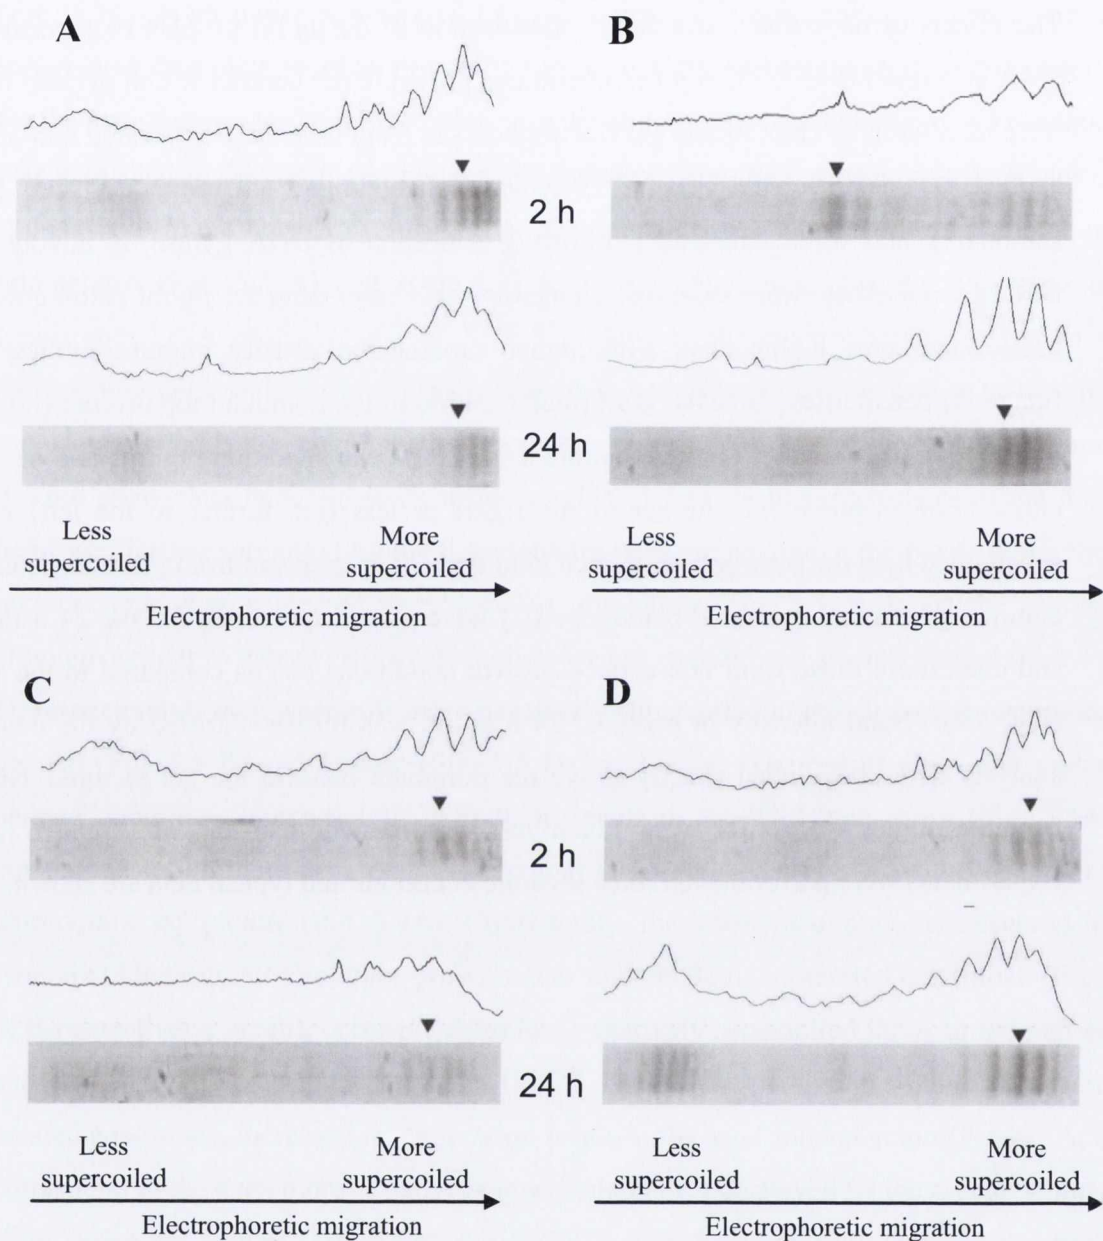 A
B
2 h
24 h
Less
supercoiled
More
supercoiled
Less
supercoiled
More
supercoiled
Electrophoretic migration
Electrophoretic migration
C
D
2 h
24 h
Less
supercoiled
More
supercoiled
Less
supercoiled
More
supercoiled
Electrophoretic migration
Electrophoretic migration